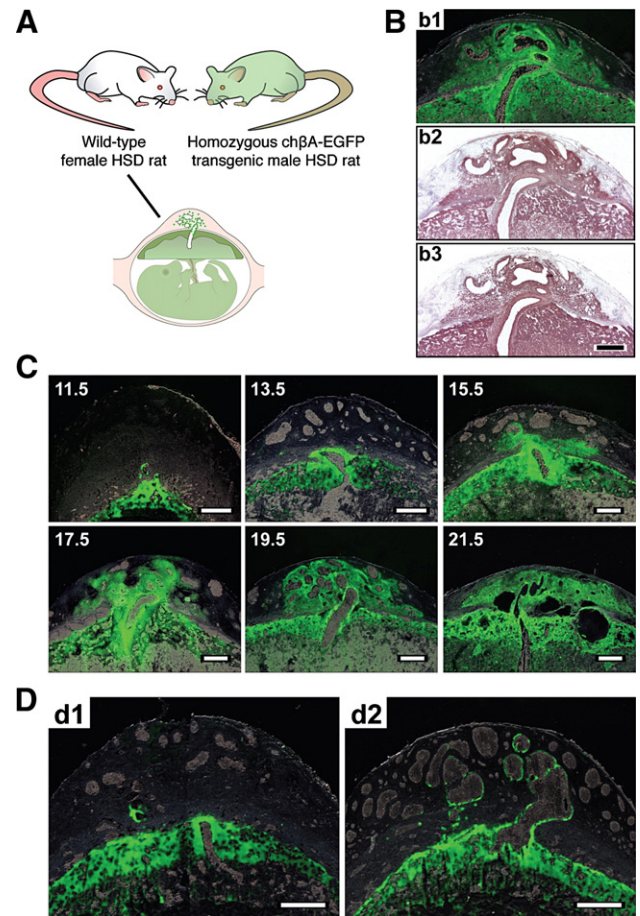 A
Wild-type
female HSD rat
Homozygous chβA-EGFP
transgenic male HSD rat
B
b1
b2
b3
C
11.5
13.5
15.5
17.5
19.5
21.5
D
d1
d2